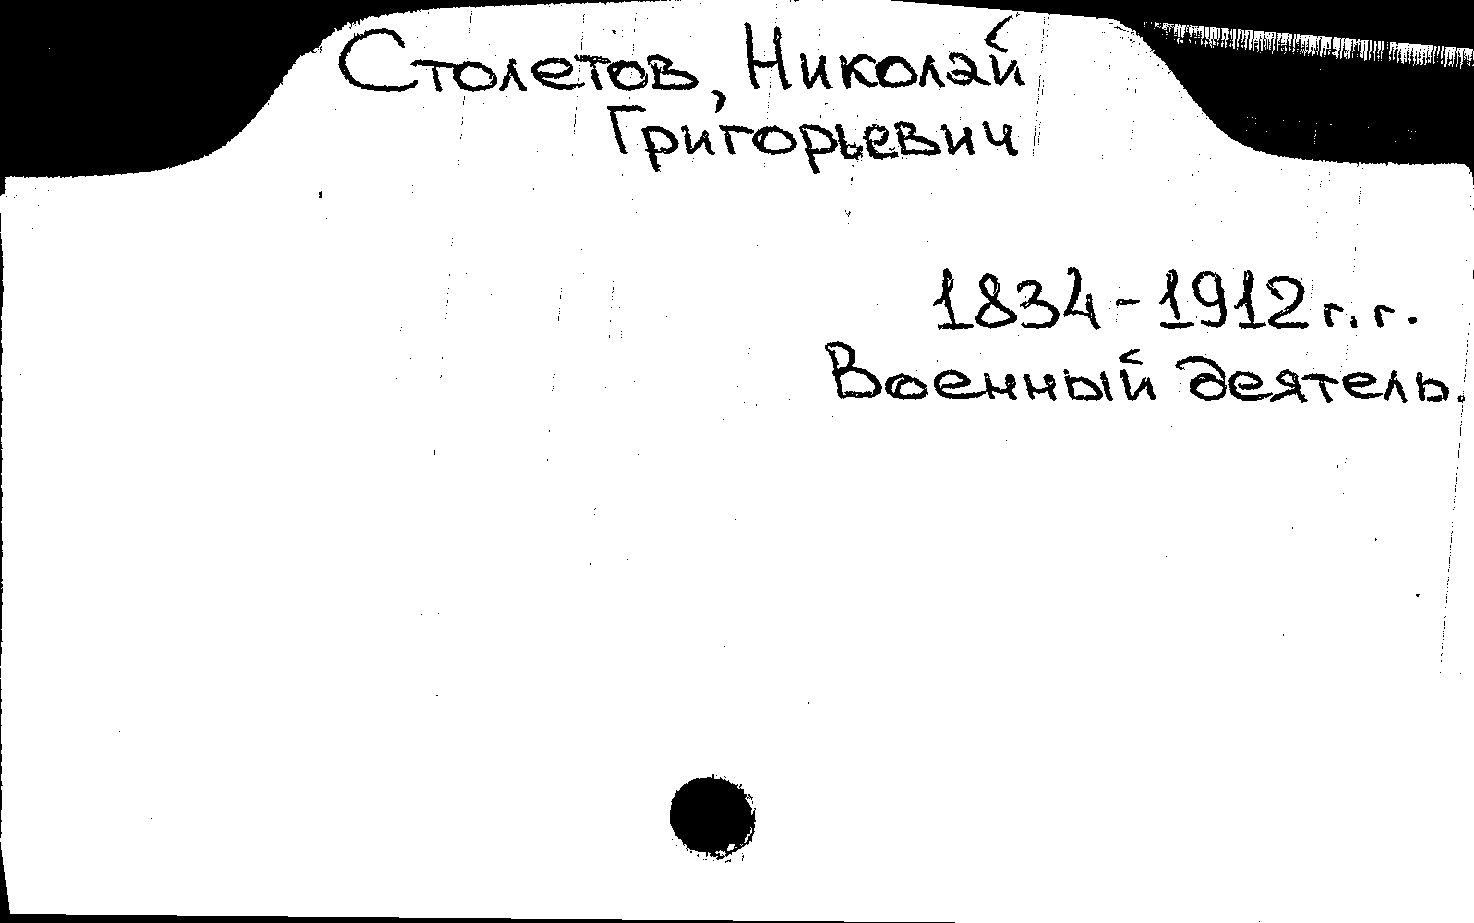 Столетов, Николай
Григорьевич
1834-1912 г.г.
Военный деятель.